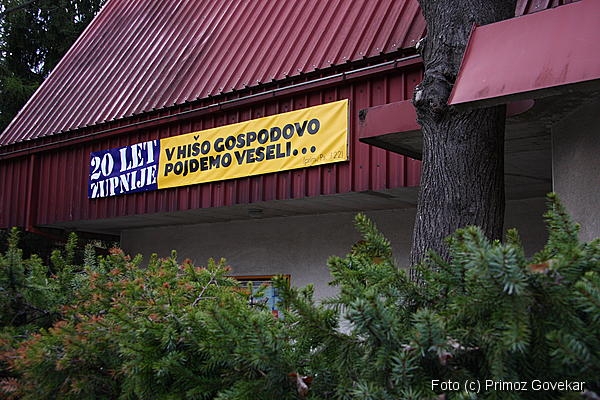 20 LET
ŽUPNIJE
V HIŠO GOSPODOVO
POJDEMO VESELI...
Foto (c) Primoz Govekar